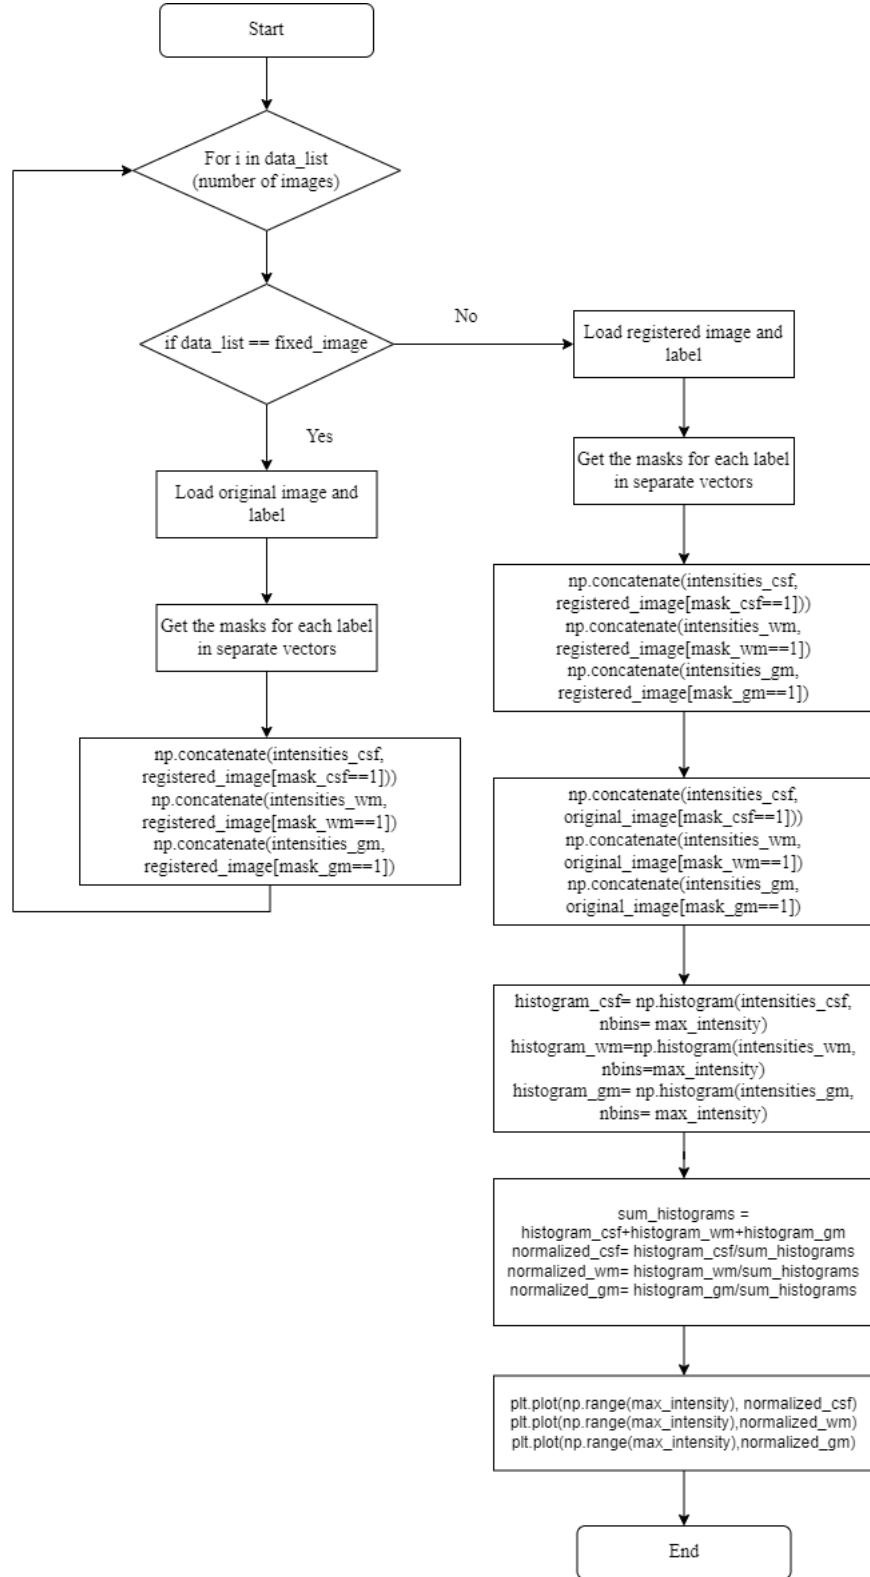 Start
For i in data_list
(number of images)
if data_list == fixed_image
No
Load registered image and
label
Yes
Get the masks for each label
in separate vectors
Load original image and
label
np.concatenate(intensities_csf,
registered_image[mask_csf==1]))
np.concatenate(intensities_wm,
registered_image[mask_wm==1])
np.concatenate(intensities_gm,
registered_image[mask_gm==1])
Get the masks for each label
in separate vectors
np.concatenate(intensities_csf,
registered_image[mask_csf==1]))
np.concatenate(intensities_wm,
registered_image[mask_wm==1])
np.concatenate(intensities_gm,
registered_image[mask_gm==1])
np.concatenate(intensities_csf,
original_image[mask_csf==1]))
np.concatenate(intensities_wm,
original_image[mask_wm==1])
np.concatenate(intensities_gm,
original_image[mask_gm==1])
histogram_csf= np.histogram(intensities_csf,
nbins= max_intensity)
histogram_wm=np.histogram(intensities_wm,
nbins=max_intensity)
histogram_gm= np.histogram(intensities_gm,
nbins= max_intensity)
sum_histograms =
histogram_csf+histogram_wm+histogram_gm
normalized_csf= histogram_csf/sum_histograms
normalized_wm= histogram_wm/sum_histograms
normalized_gm= histogram_gm/sum_histograms
plt.plot(np.range(max_intensity), normalized_csf)
plt.plot(np.range(max_intensity),normalized_wm)
plt.plot(np.range(max_intensity),normalized_gm)
End